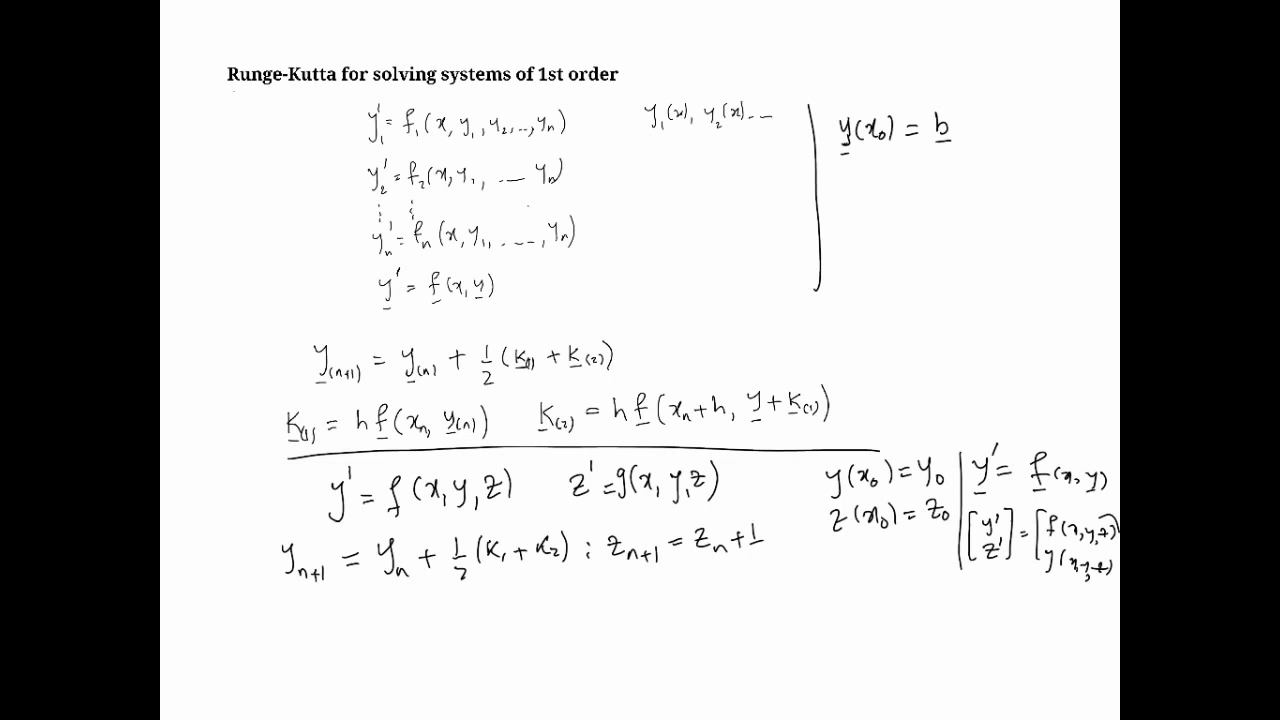 Runge-Kutta for solving systems of 1st order
y₁' = f₁(x, y₁, y₂, .., yₙ) y₁(x), y₂(x) ---
y(x₀) = b
y₂' = f₂(x, y₁, .-- yₙ)
⋮ ⋮
yₙ' = fₙ(x, y₁, . --, yₙ)
y' = f(x, y)
y₍ₙ₊₁₎ = y₍ₙ₎ + 1/2 (K₍₁₎ + K₍₂₎)
K₍₁₎ = h f(xₙ, y₍ₙ₎) K₍₂₎ = h f(xₙ+h, y+K₍₁₎)
y' = f(x, y, z) z' = g(x, y, z)
y(x₀) = y₀
z(x₀) = z₀
y' = f(x, y)
[y' z'] = [f(x, y, z) y(x, y, z)
yₙ₊₁ = yₙ + 1/2 (K₁ + K₂) ; zₙ₊₁ = zₙ + 1